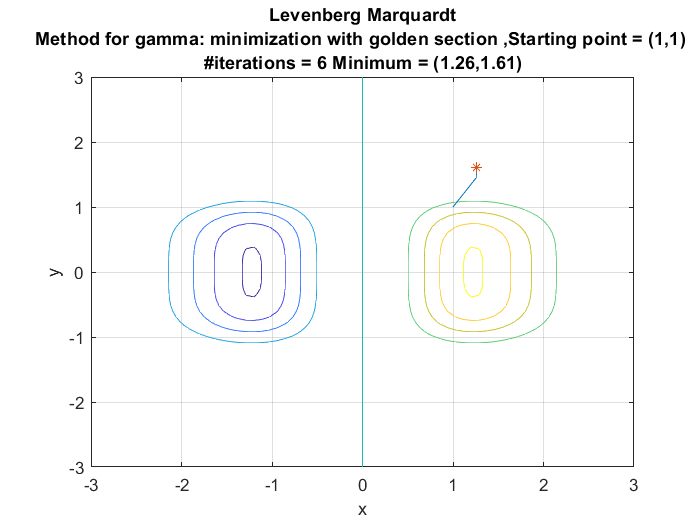 Levenberg Marquardt
Method for gamma: minimization with golden section ,Starting point = (1,1)
#iterations = 6 Minimum = (1.26,1.61)
3
2
1
0
-1
-2
-3
y
-3
-2
-1
0
1
2
3
x